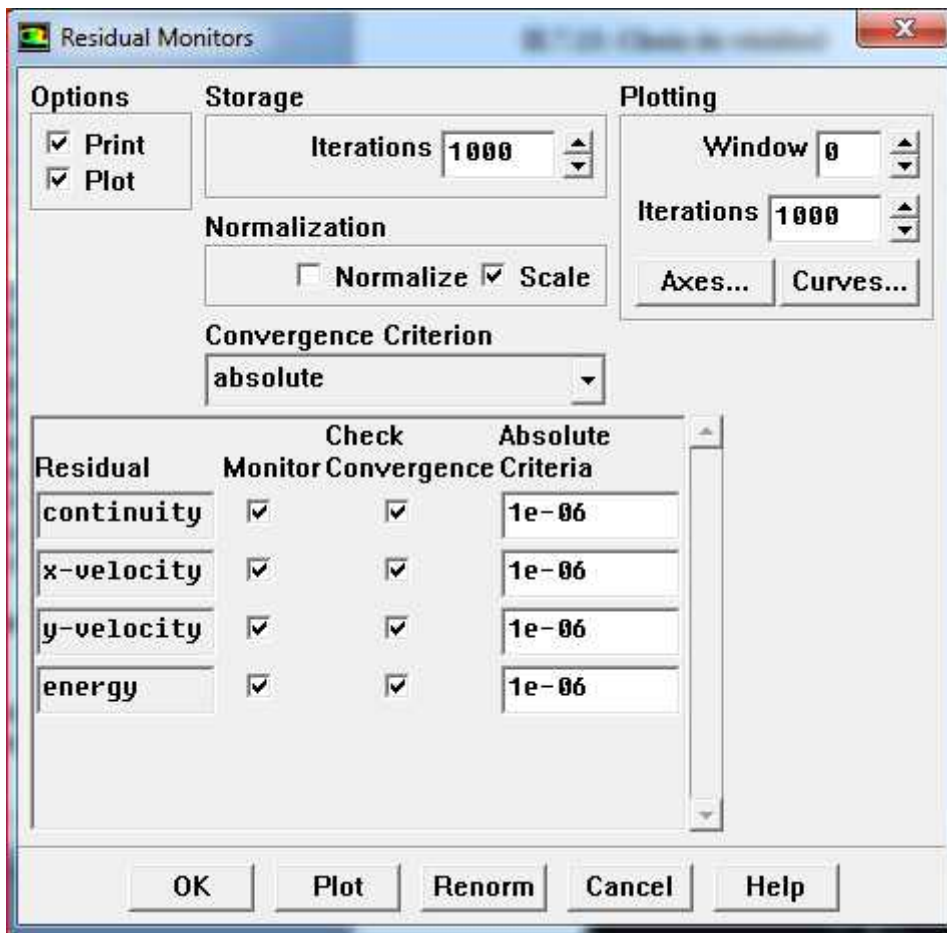 Residual Monitors
Options
Print
Plot
Storage
Iterations 1000
Normalization
Normalize Scale
Convergence Criterion
absolute
Plotting
Window 0
Iterations 1000
Axes... Curves...
Residual Monitor Check Convergence Absolute Criteria
continuity 1e-06
x-velocity 1e-06
y-velocity 1e-06
energy 1e-06
OK Plot Renorm Cancel Help